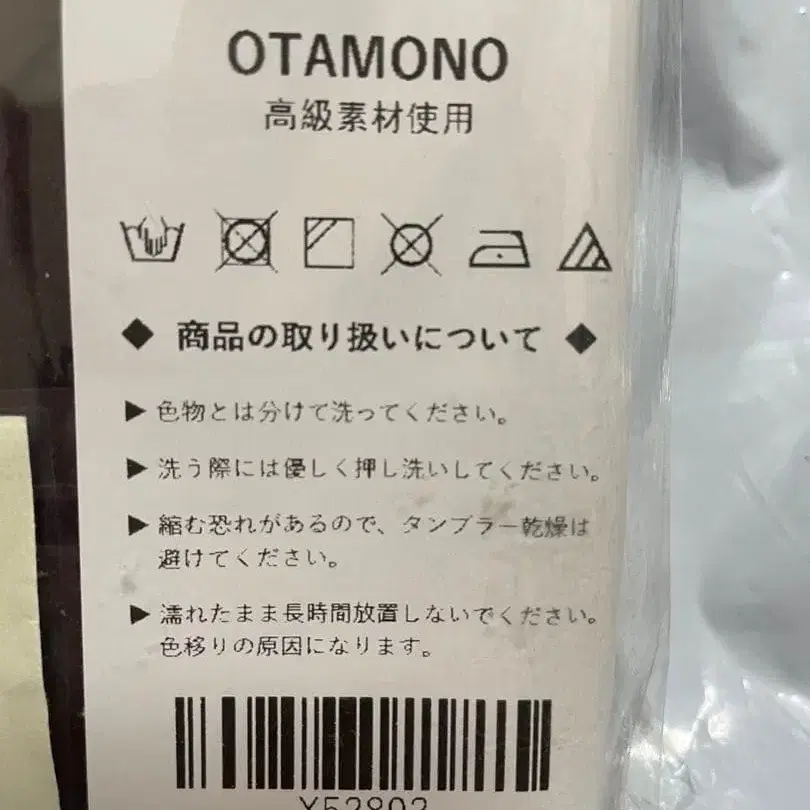 OTAMONO
高級素材使用
◆ 商品の取り扱いについて ◆
▶ 色物とは分けて洗ってください。
▶ 洗う際には優しく押し洗いしてください。
▶ 縮む恐れがあるので、タンブラー乾燥は
避けてください。
▶ 濡れたまま長時間放置しないでください。
色移りの原因になります。
X52802